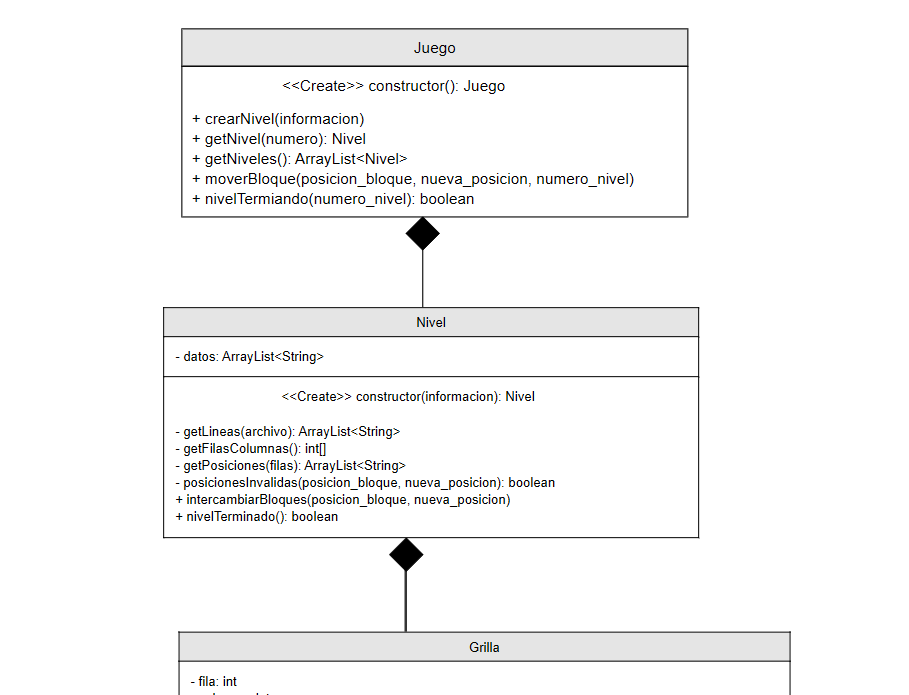 Juego
<<Create>> constructor(): Juego
+ crearNivel(informacion)
+ getNivel(numero): Nivel
+ getNiveles(): ArrayList<Nivel>
+ moverBloque(posicion_bloque, nueva_posicion, numero_nivel)
+ nivelTermiando(numero_nivel): boolean
Nivel
- datos: ArrayList<String>
<<Create>> constructor(informacion): Nivel
- getLineas(archivo): ArrayList<String>
- getFilasColumnas(): int[]
- getPosiciones(filas): ArrayList<String>
- posicionesInvalidas(posicion_bloque, nueva_posicion): boolean
+ intercambiarBloques(posicion_bloque, nueva_posicion)
+ nivelTerminado(): boolean
Grilla
- fila: int